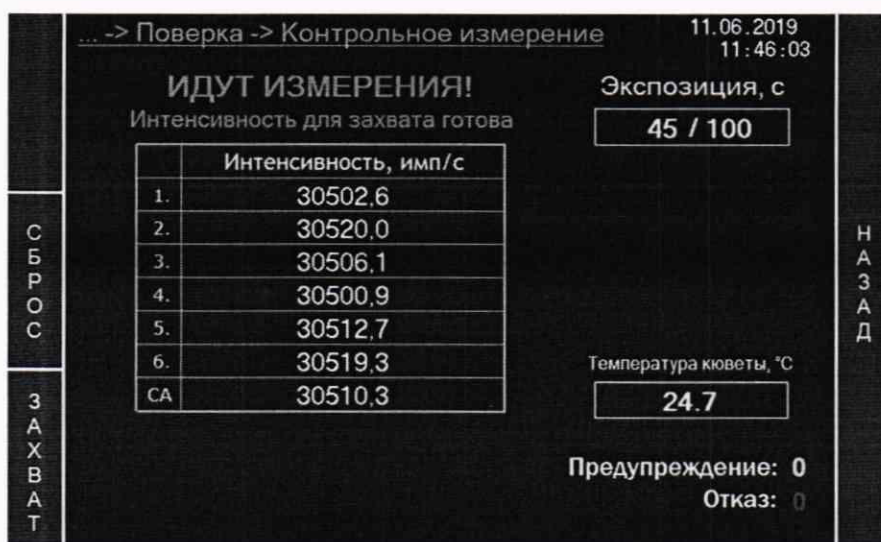 ... -> Поверка -> Контрольное измерение
11.06.2019
11:46:03
ИДУТ ИЗМЕРЕНИЯ!
Интенсивность для захвата готова
Экспозиция, с
45 / 100
Интенсивность, имп/с
1. 30502,6
2. 30520,0
3. 30506,1
4. 30500,9
5. 30512,7
6. 30519,3
СА 30510,3
Температура кюветы, °С
24.7
Предупреждение: 0
Отказ: 0
СБРОС
ЗАХВАТ
НАЗАД